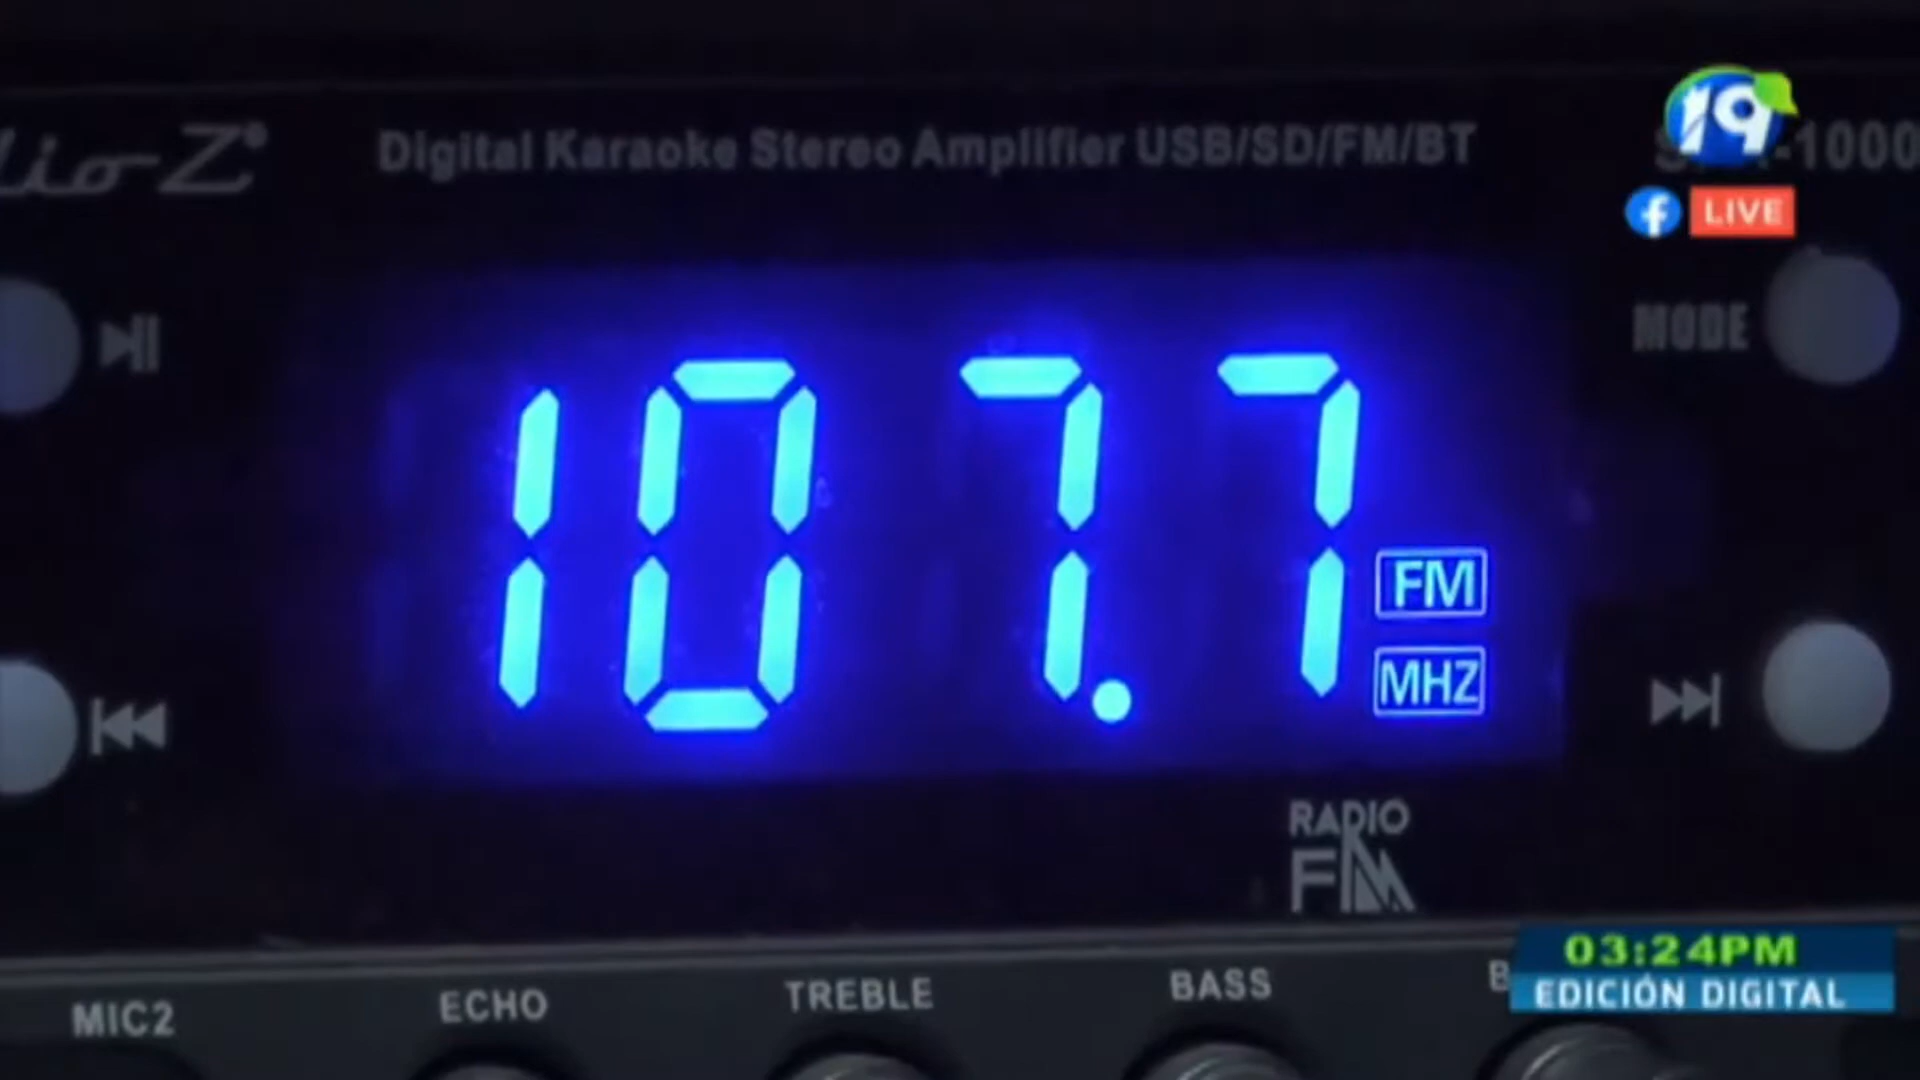 Digital Karaoke Stereo Amplifier USB/SD/FM/BT
19
LIVE
MODE
107.7
FM
MHZ
RADIO
FM
03:24PM
EDICIÓN DIGITAL
MIC2
ECHO
TREBLE
BASS